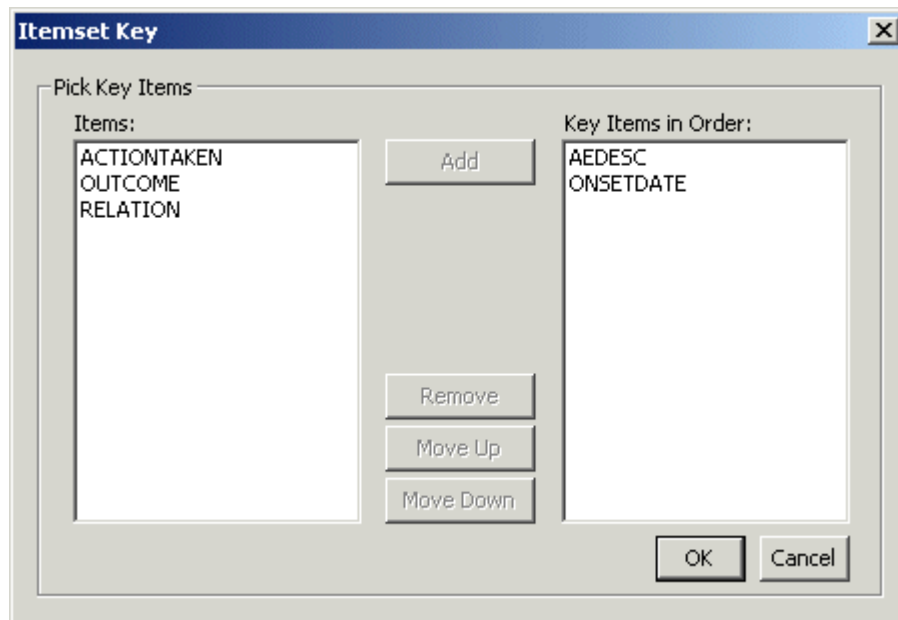 Itemset Key
Pick Key Items
Items:
ACTIONTAKEN
OUTCOME
RELATION
Add
Remove
Move Up
Move Down
Key Items in Order:
AEDESC
ONSETDATE
OK
Cancel